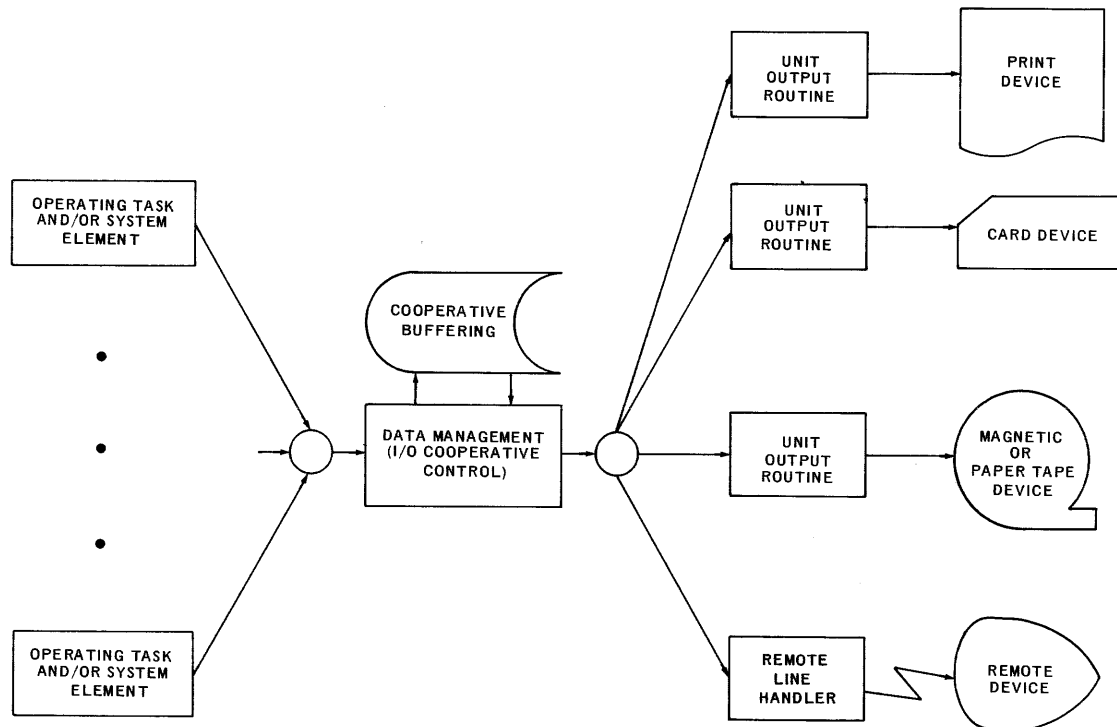 OPERATING TASK
AND/OR SYSTEM
ELEMENT
OPERATING TASK
AND/OR SYSTEM
ELEMENT
COOPERATIVE
BUFFERING
DATA MANAGEMENT
(I/O COOPERATIVE
CONTROL)
UNIT
OUTPUT
ROUTINE
PRINT
DEVICE
UNIT
OUTPUT
ROUTINE
CARD DEVICE
UNIT
OUTPUT
ROUTINE
MAGNETIC
OR
PAPER TAPE
DEVICE
REMOTE
LINE
HANDLER
REMOTE
DEVICE